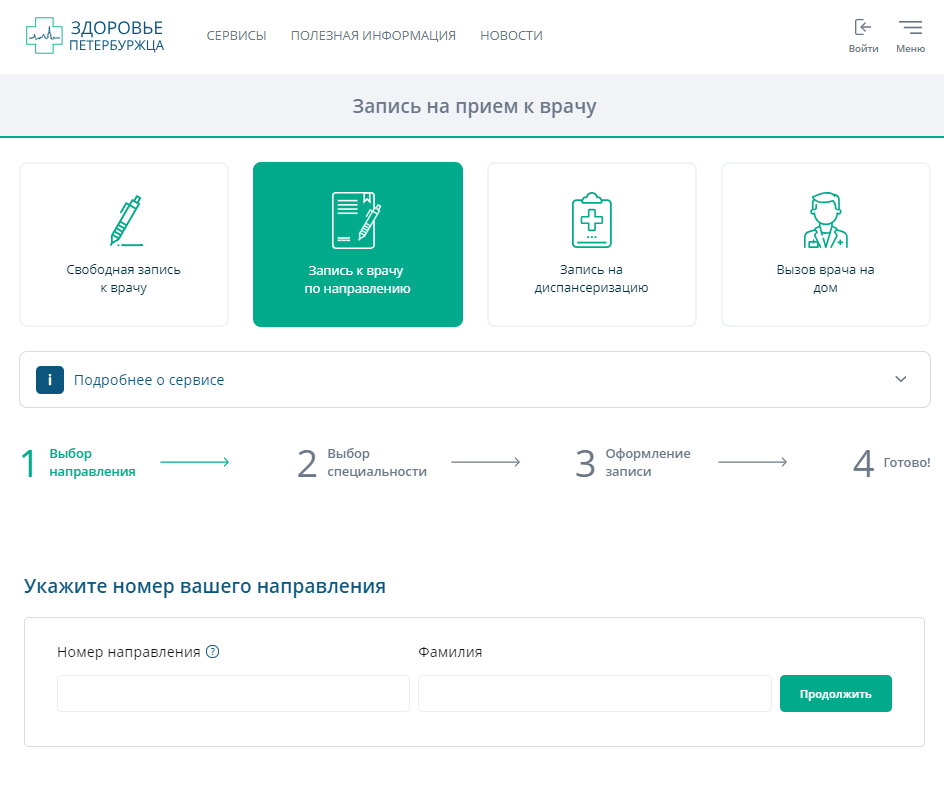 ЗДОРОВЬЕ
ПЕТЕРБУРЖЦА
СЕРВИСЫ
ПОЛЕЗНАЯ ИНФОРМАЦИЯ
НОВОСТИ
Войти
Меню
Запись на прием к врачу
Свободная запись
к врачу
Запись к врачу
по направлению
Запись на
диспансеризацию
Вызов врача на
дом
i
Подробнее о сервисе
1
Выбор
направления
2
Выбор
специальности
3
Оформление
записи
4
Готово!
Укажите номер вашего направления
Номер направления ?
Фамилия
Продолжить